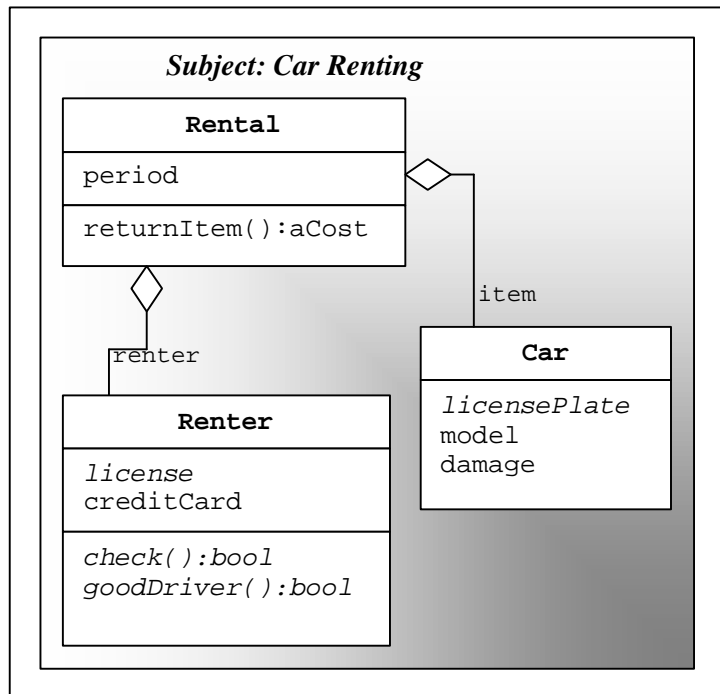 Subject: Car Renting
Rental
period
returnItem():aCost
item
renter
Car
licensePlate
model
damage
Renter
license
creditCard
check():bool
goodDriver():bool